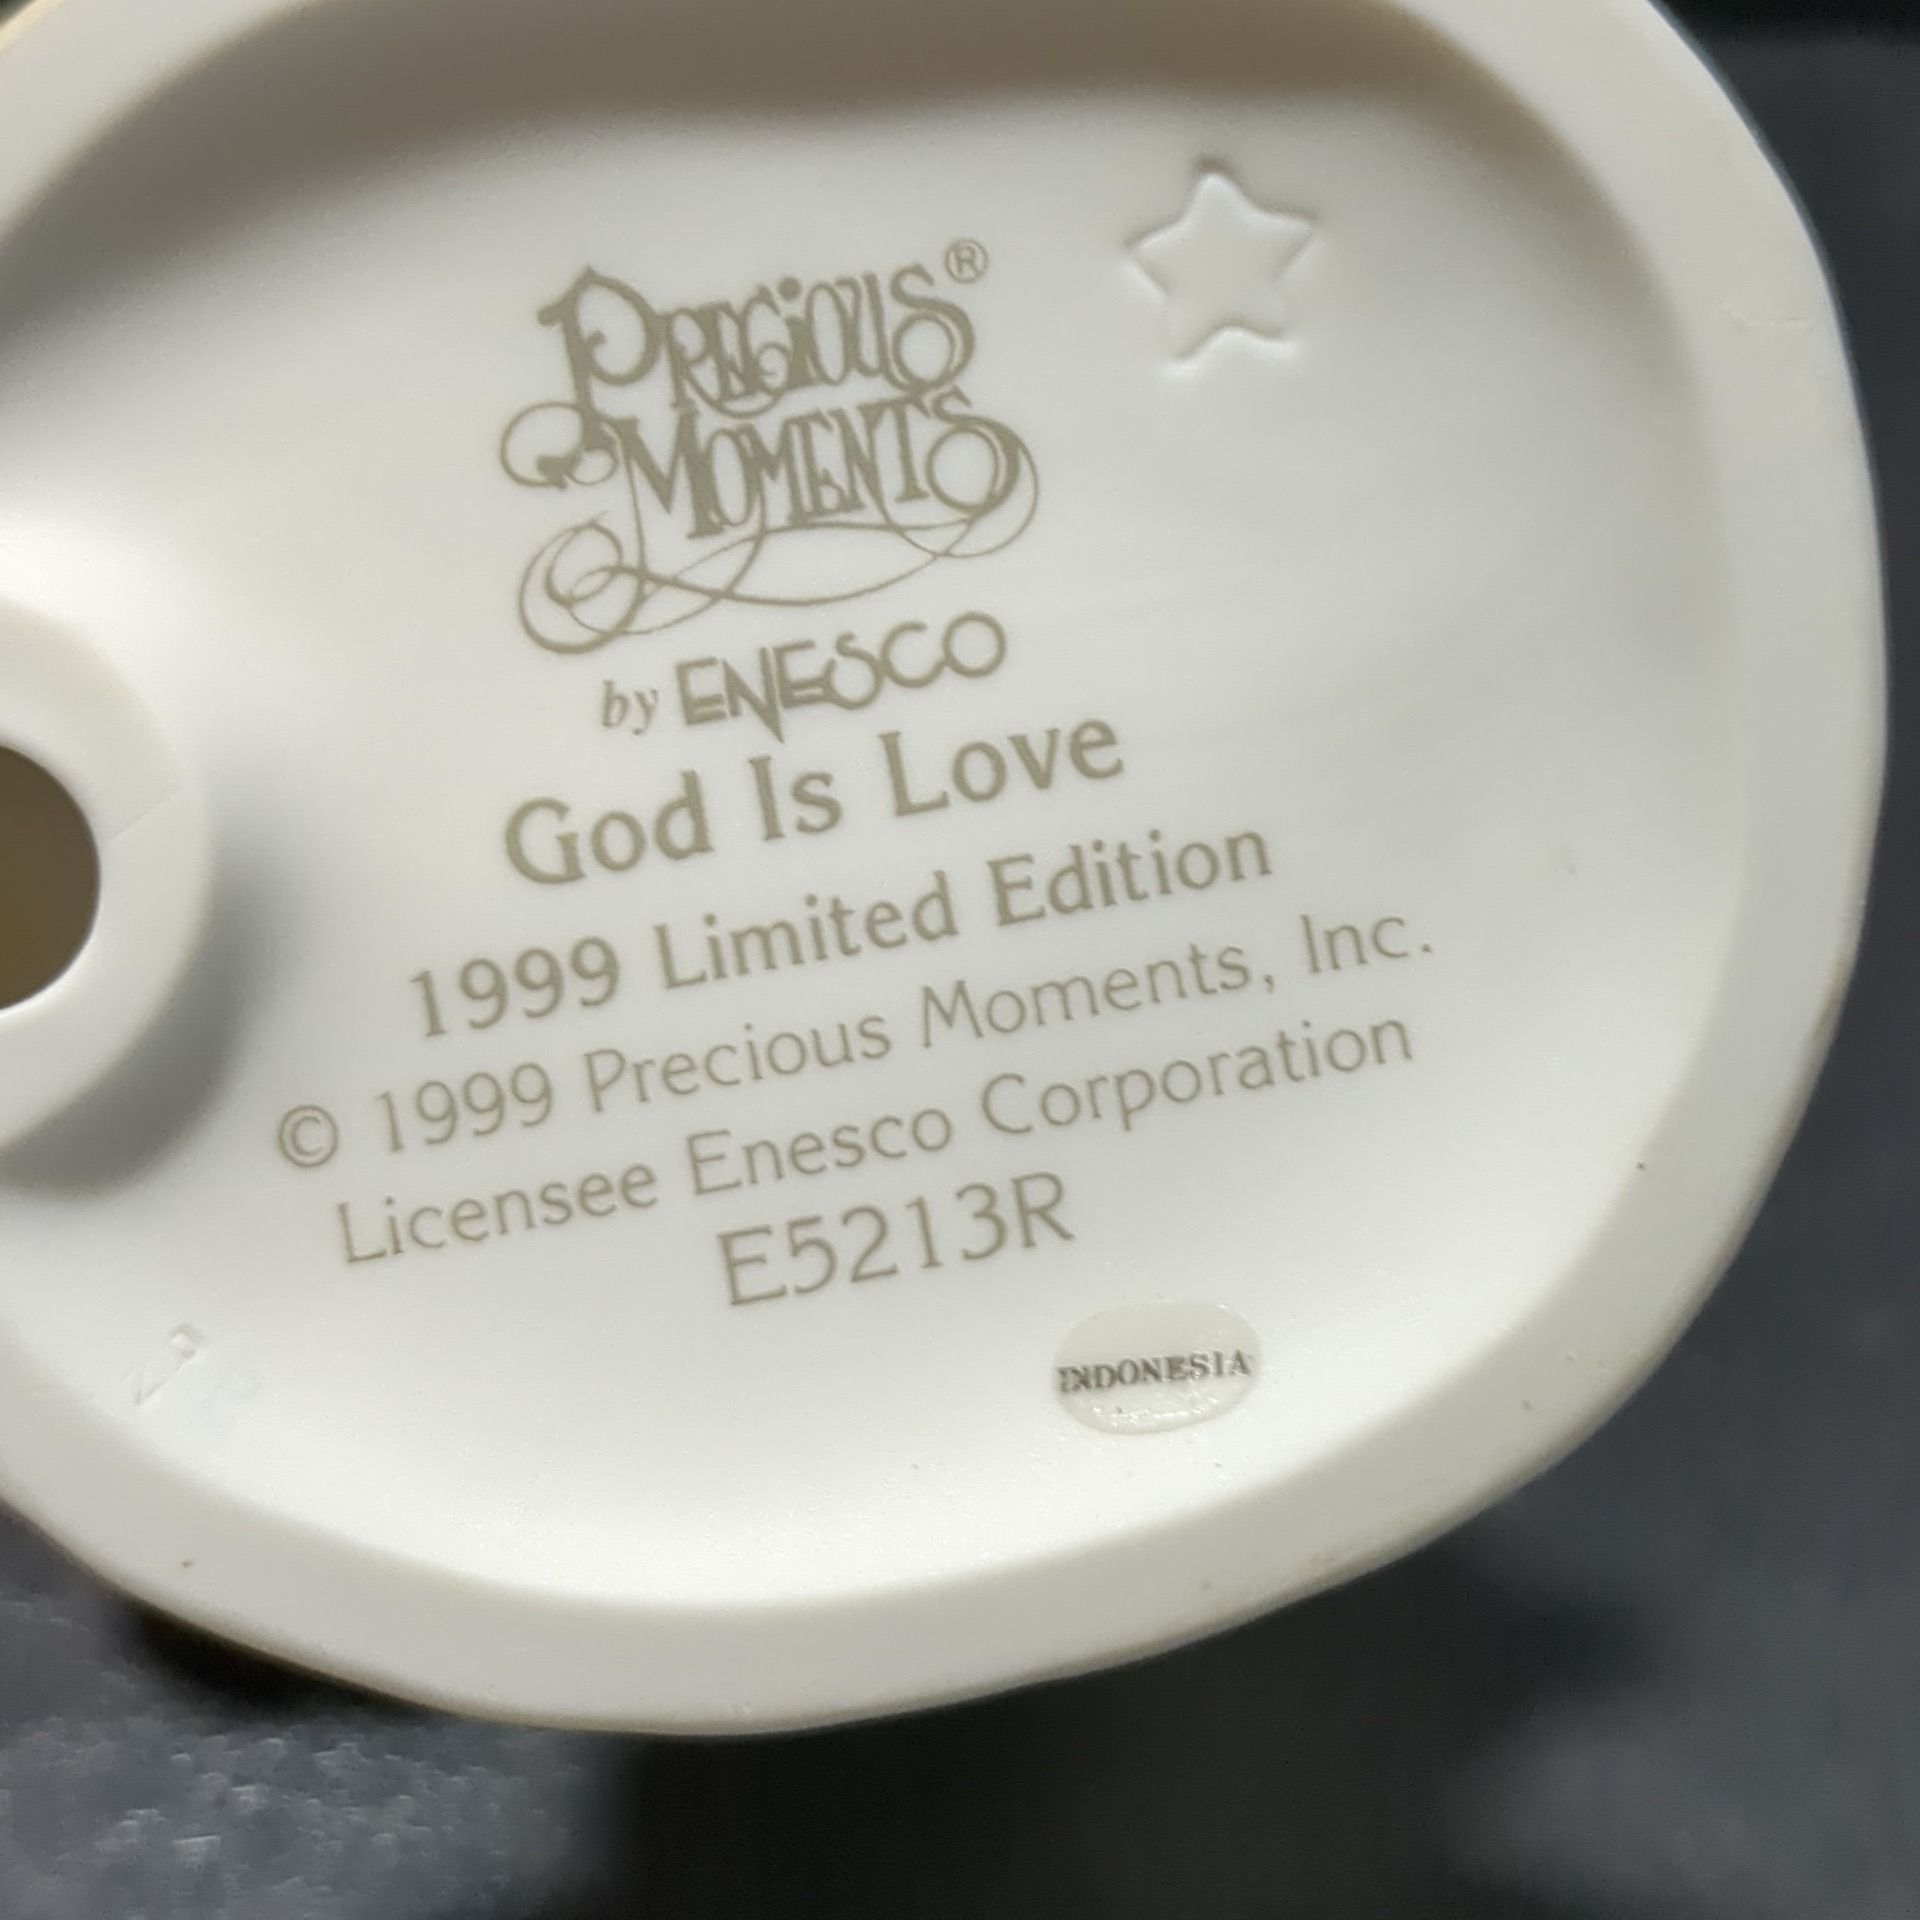 PRECIOUS®
MOMENTS
by ENESCO
God Is Love
1999 Limited Edition
© 1999 Precious Moments, Inc.
Licensee Enesco Corporation
E5213R
INDONESIA